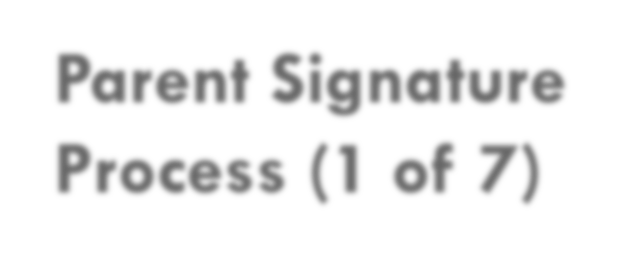 Parent Signature
Process (1 of 7)